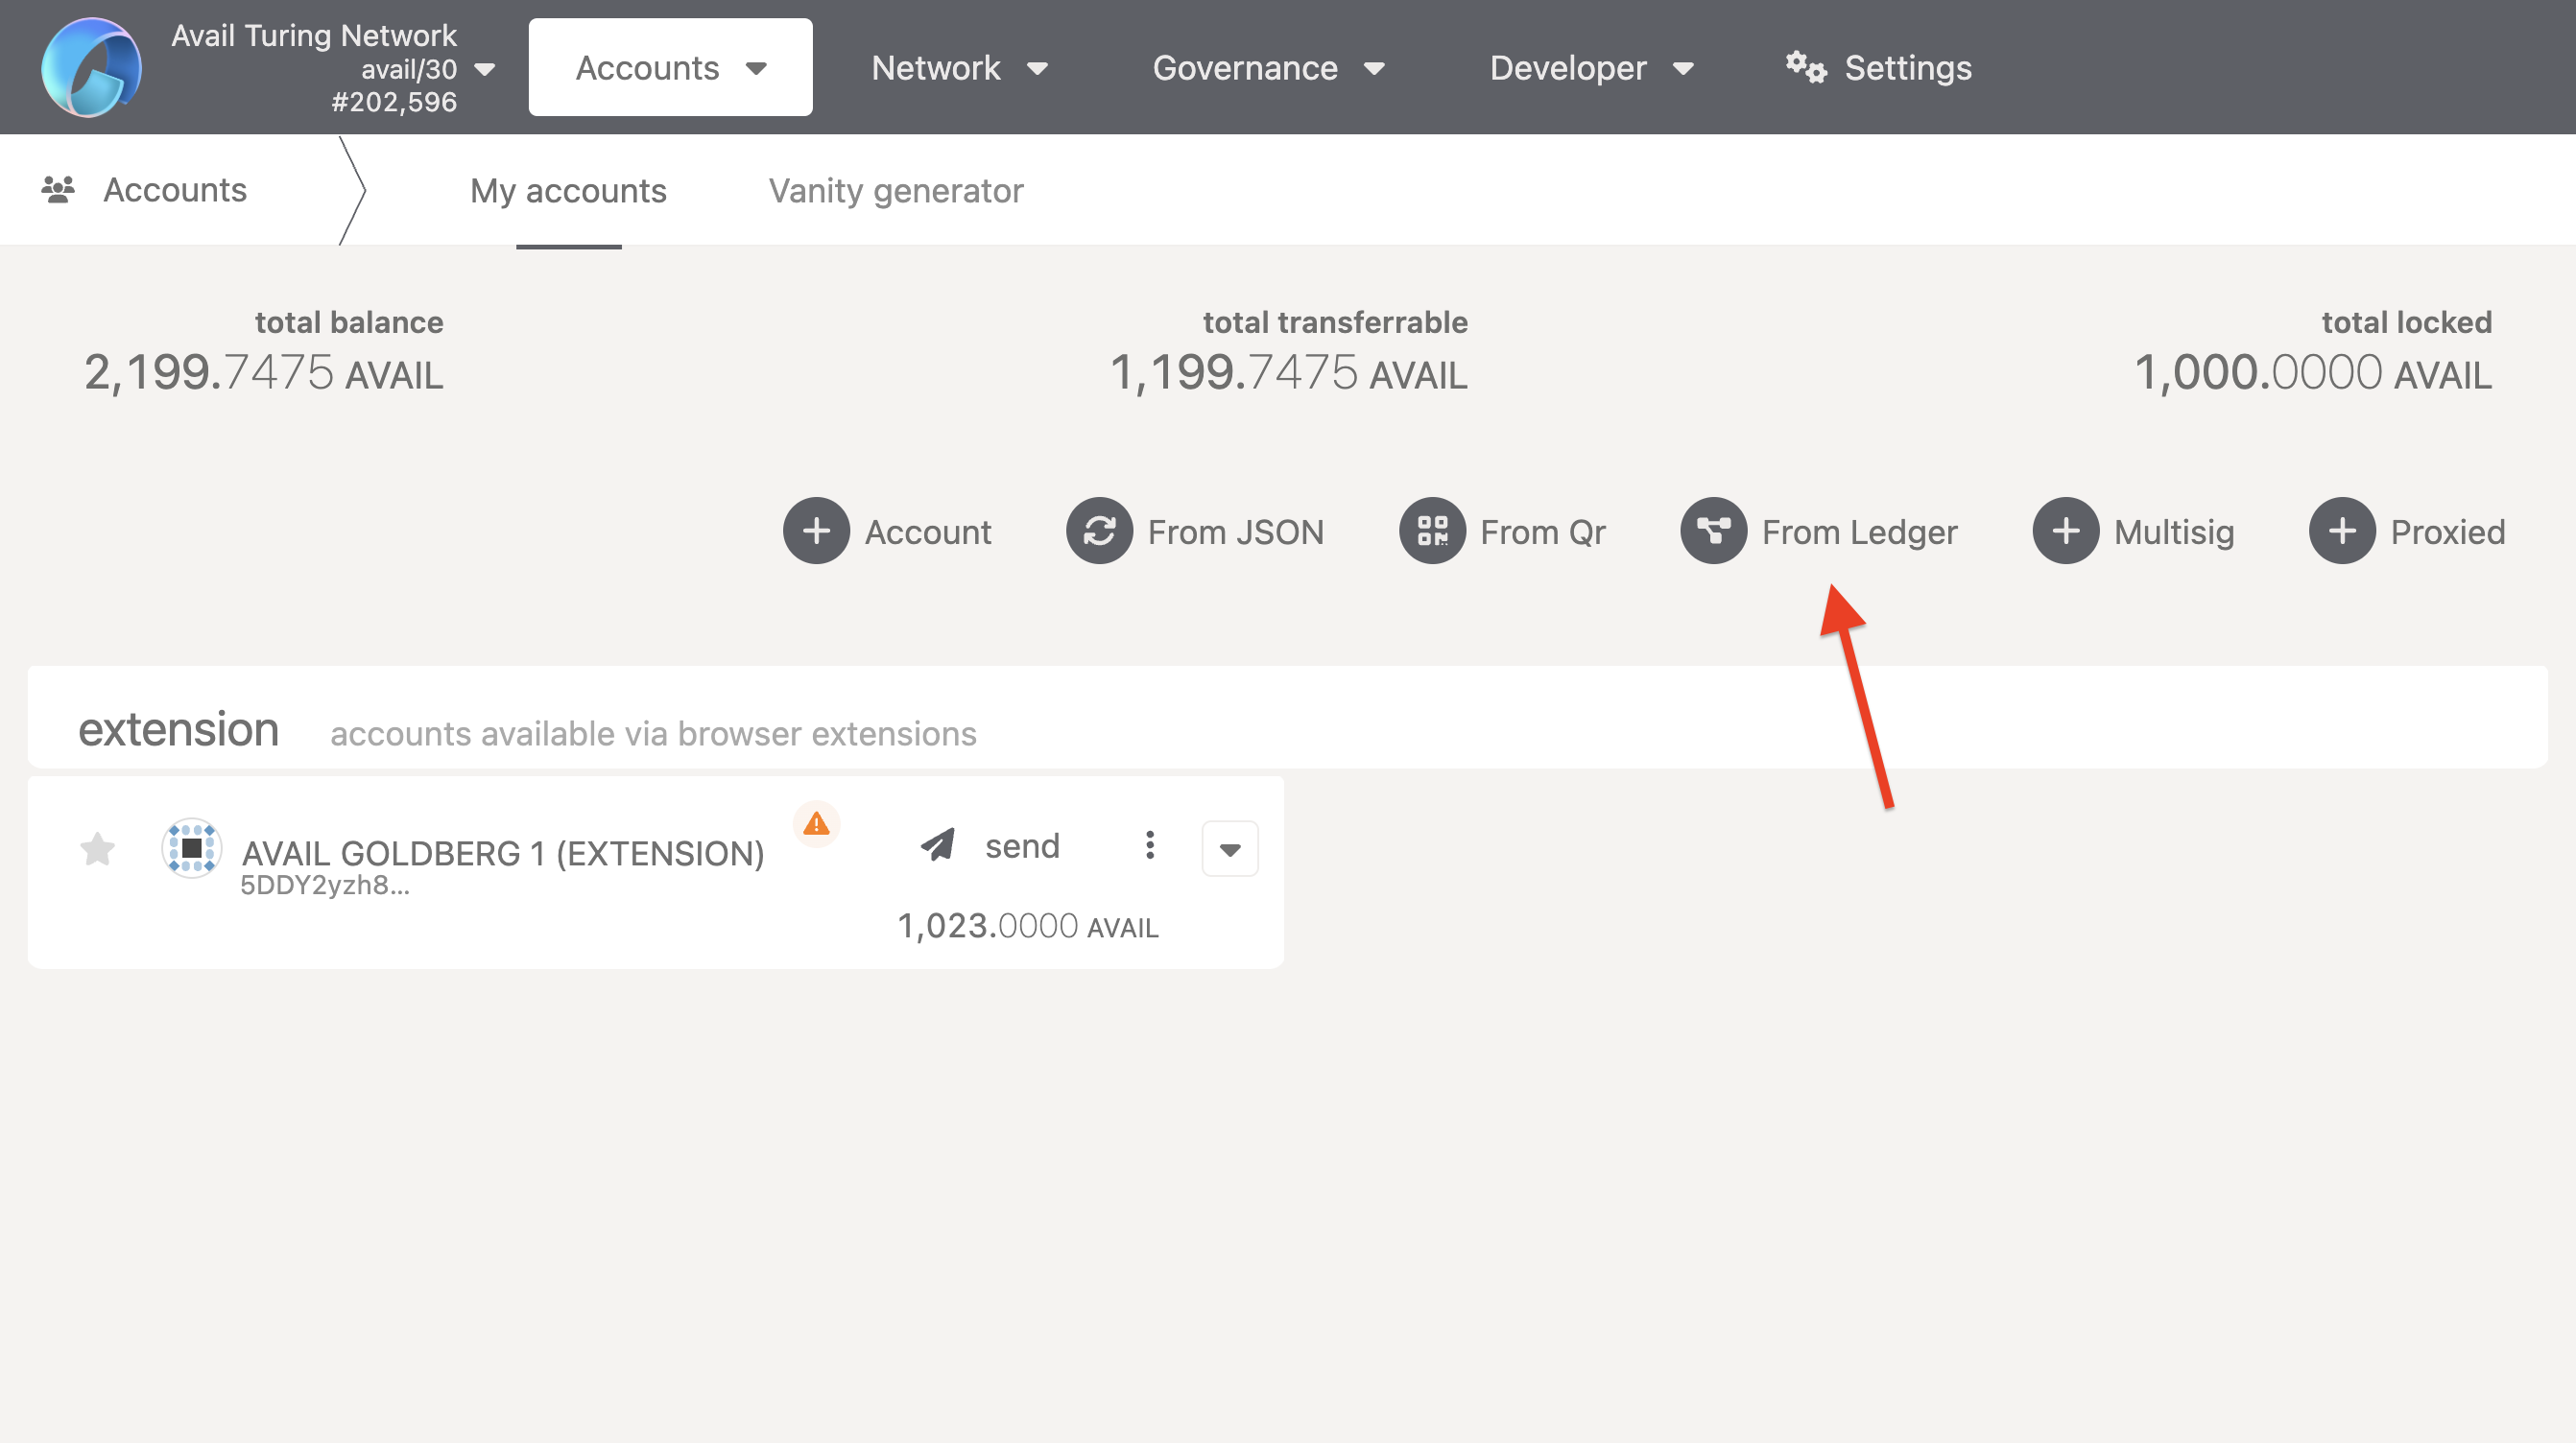 Avail Turing Network
avail/30
#202,596
Accounts
Network
Governance
Developer
Settings
Accounts
My accounts
Vanity generator
total balance
2,199.7475 AVAIL
total transferrable
1,199.7475 AVAIL
total locked
1,000.0000 AVAIL
Account
From JSON
From Qr
From Ledger
Multisig
Proxied
extension
accounts available via browser extensions
AVAIL GOLDBERG 1 (EXTENSION)
5DDY2yzh8...
send
1,023.0000 AVAIL